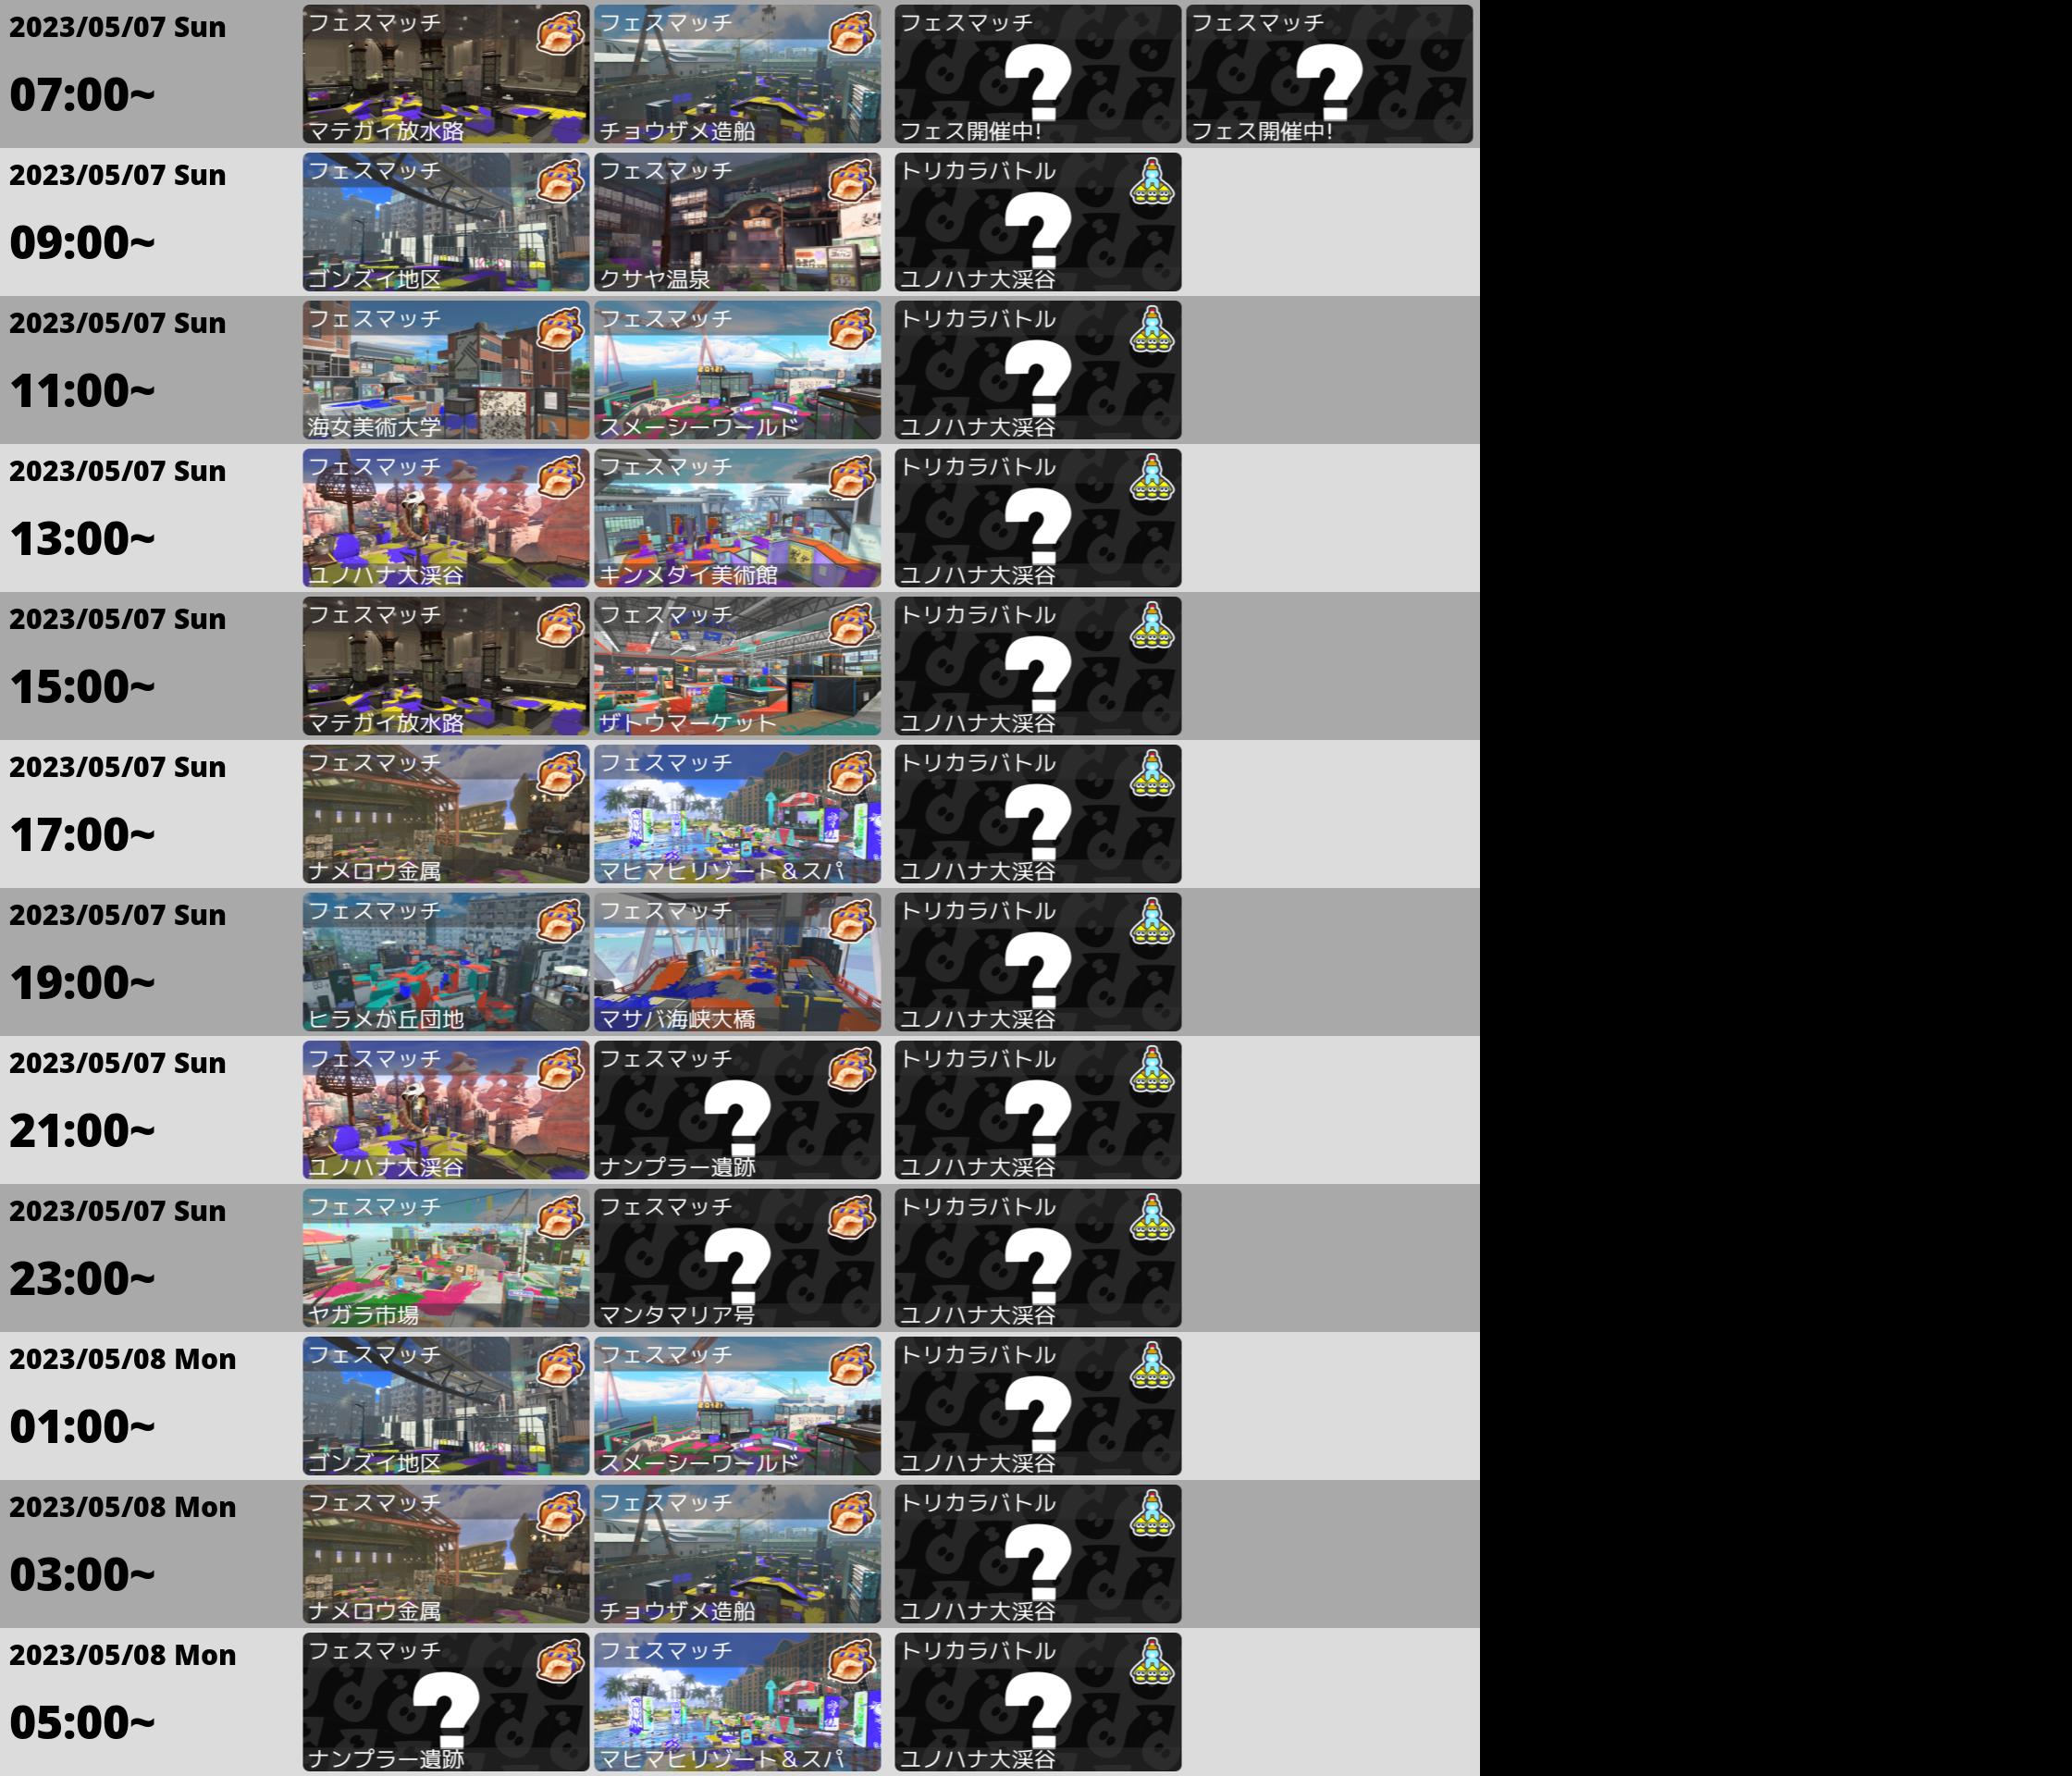 2023/05/07 Sun
07:00~
フェスマッチ
マテガイ放水路
フェスマッチ
チョウザメ造船
フェスマッチ
フェス開催中!
フェスマッチ
フェス開催中!
2023/05/07 Sun
09:00~
フェスマッチ
ゴンズイ地区
フェスマッチ
クサヤ温泉
トリカラバトル
ユノハナ大渓谷
2023/05/07 Sun
11:00~
フェスマッチ
海女美術大学
フェスマッチ
スメーシーワールド
トリカラバトル
ユノハナ大渓谷
2023/05/07 Sun
13:00~
フェスマッチ
ユノハナ大渓谷
フェスマッチ
キンメダイ美術館
トリカラバトル
ユノハナ大渓谷
2023/05/07 Sun
15:00~
フェスマッチ
マテガイ放水路
フェスマッチ
ザトウマーケット
トリカラバトル
ユノハナ大渓谷
2023/05/07 Sun
17:00~
フェスマッチ
ナメロウ金属
フェスマッチ
マヒマヒリゾート&スパ
トリカラバトル
ユノハナ大渓谷
2023/05/07 Sun
19:00~
フェスマッチ
ヒラメが丘団地
フェスマッチ
マサバ海峡大橋
トリカラバトル
ユノハナ大渓谷
2023/05/07 Sun
21:00~
フェスマッチ
ユノハナ大渓谷
フェスマッチ
ナンプラー遺跡
トリカラバトル
ユノハナ大渓谷
2023/05/07 Sun
23:00~
フェスマッチ
ヤガラ市場
フェスマッチ
マンタマリア号
トリカラバトル
ユノハナ大渓谷
2023/05/08 Mon
01:00~
フェスマッチ
ゴンズイ地区
フェスマッチ
スメーシーワールド
トリカラバトル
ユノハナ大渓谷
2023/05/08 Mon
03:00~
フェスマッチ
ナメロウ金属
フェスマッチ
チョウザメ造船
トリカラバトル
ユノハナ大渓谷
2023/05/08 Mon
05:00~
フェスマッチ
ナンプラー遺跡
フェスマッチ
マヒマヒリゾート&スパ
トリカラバトル
ユノハナ大渓谷